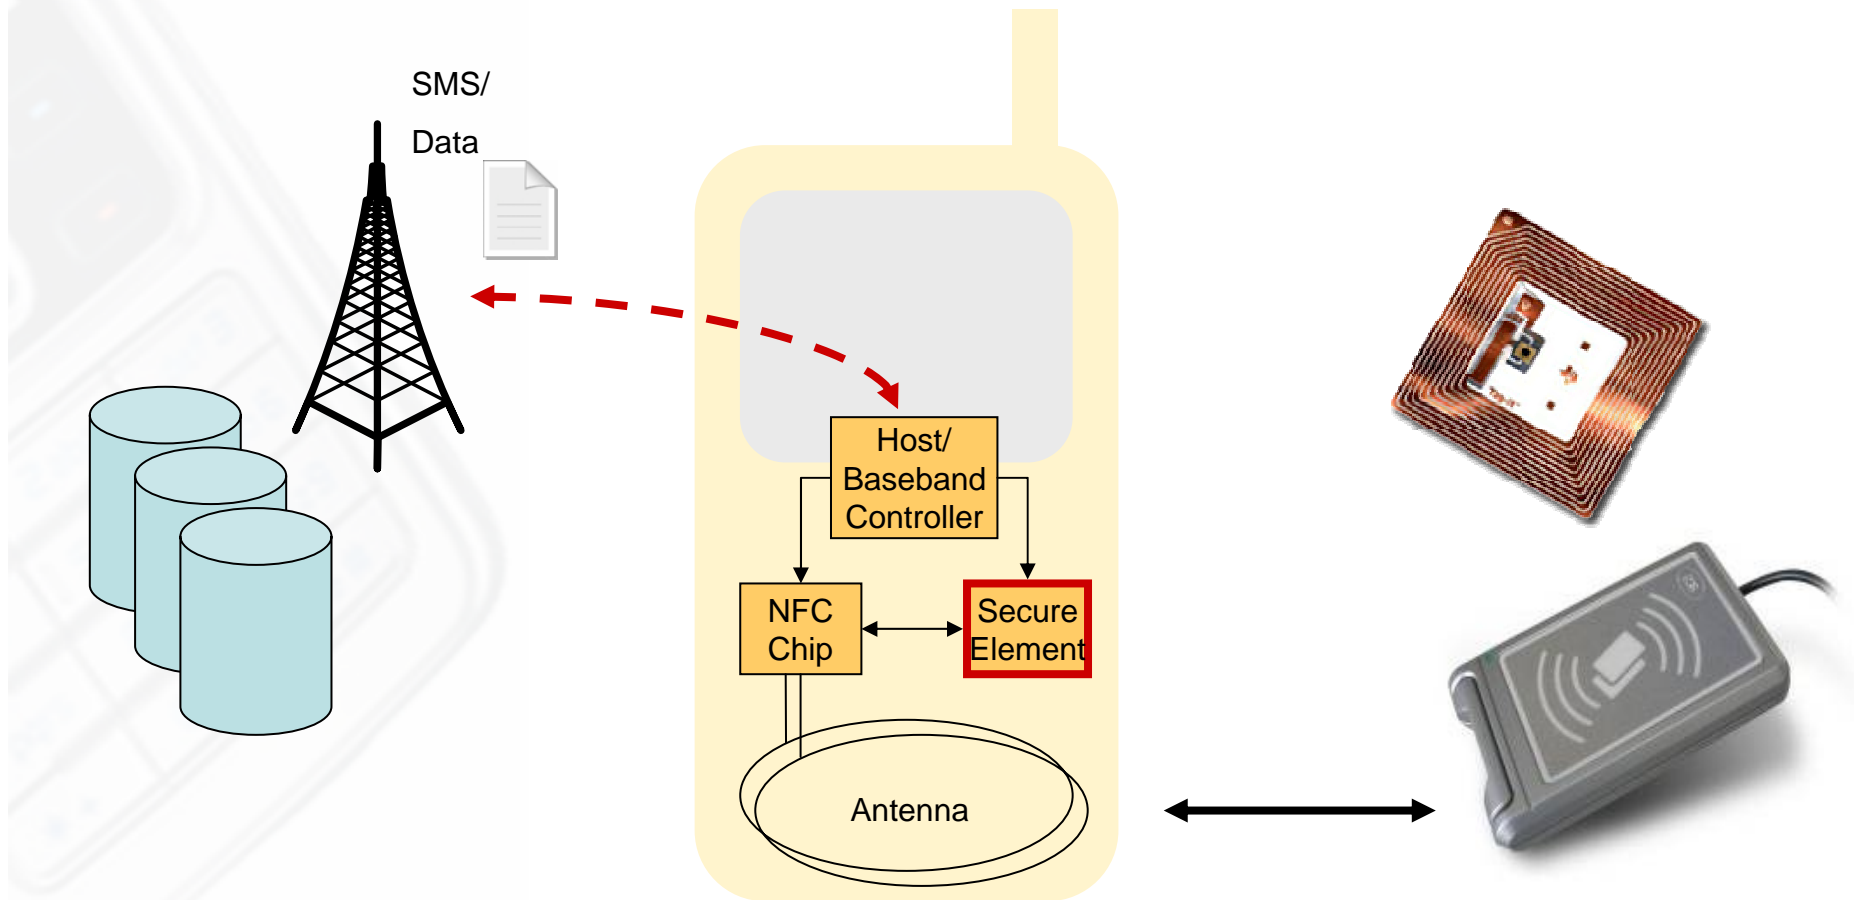 SMS/
Data
Host/
Baseband
Controller
NFC
Chip
Secure
Element
Antenna